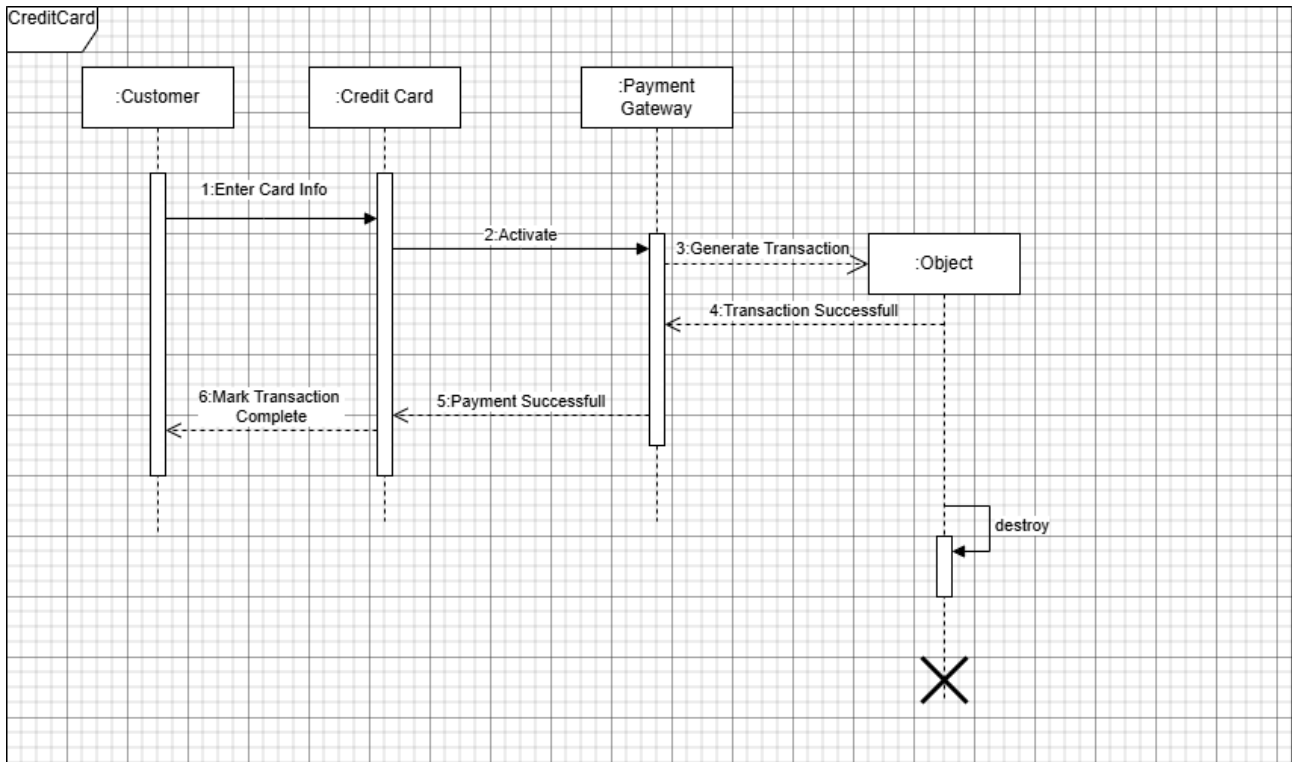 CreditCard
:Customer
:Credit Card
:Payment
Gateway
1:Enter Card Info
2:Activate
3:Generate Transaction
:Object
4:Transaction Successfull
6:Mark Transaction
Complete
5:Payment Successfull
destroy